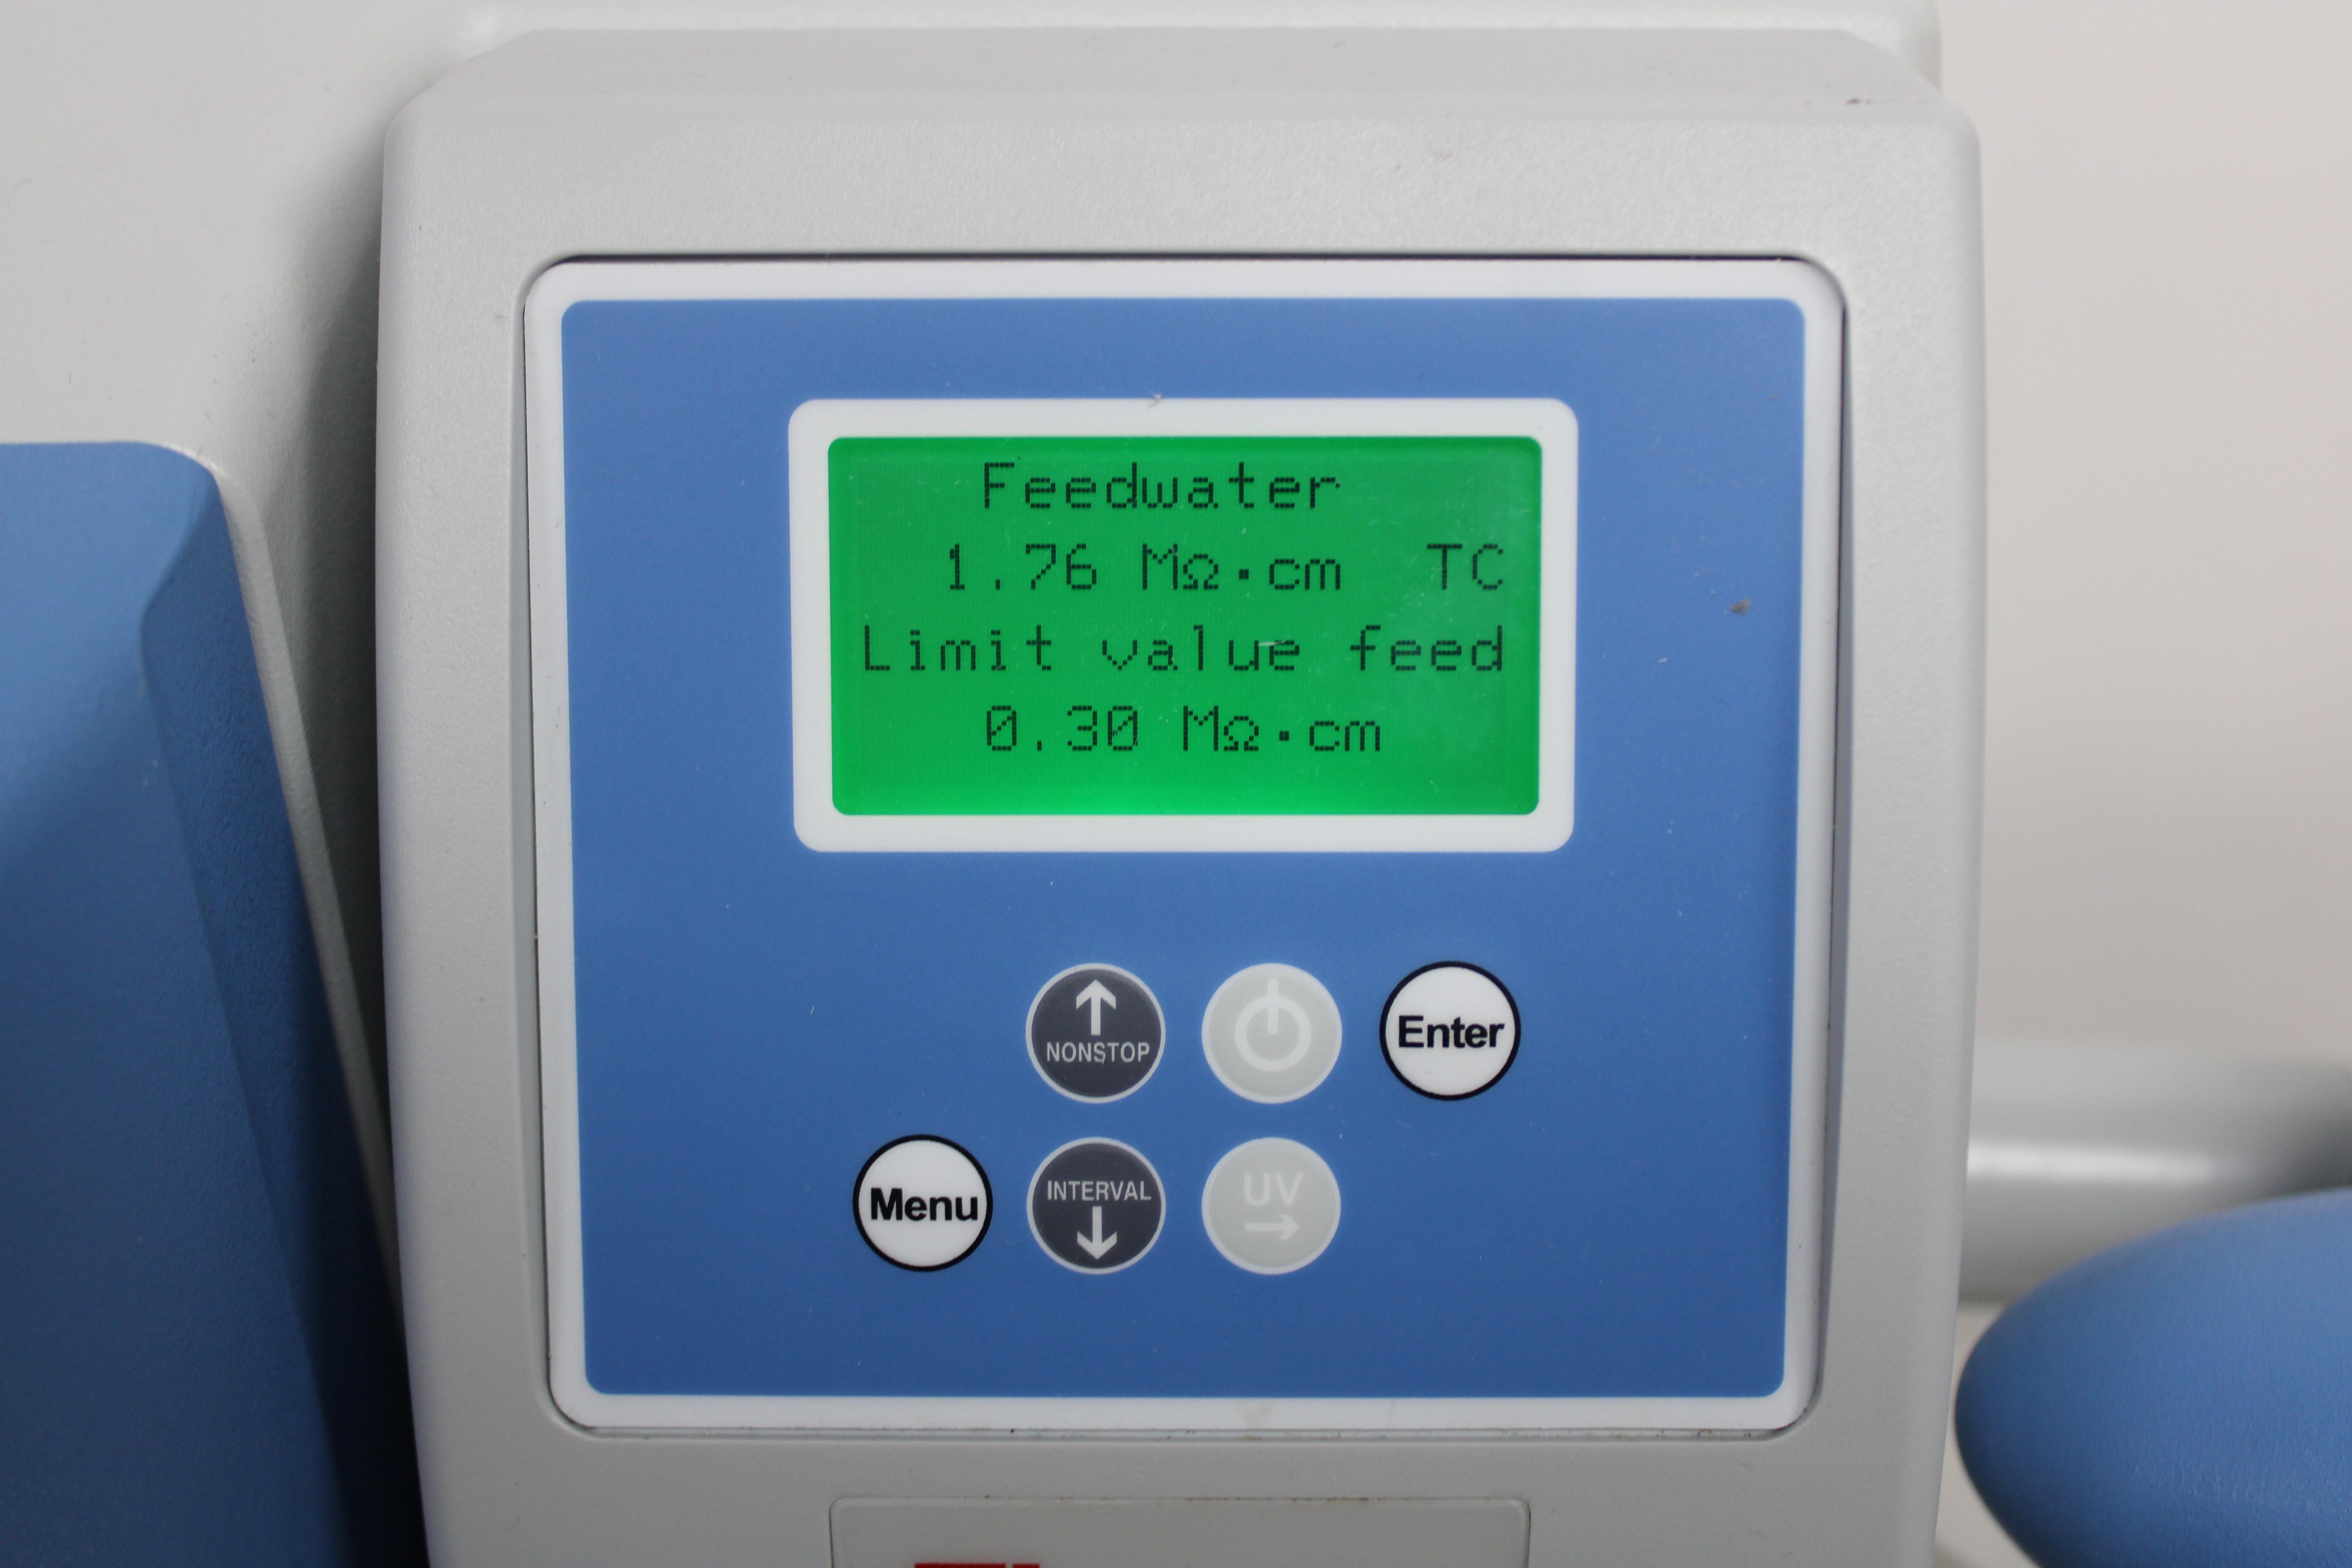 Feedwater
1.76 MΩ·cm TC
Limit value feed
0.30 MΩ·cm
↑
NONSTOP
Enter
Menu
INTERVAL
↓
UV
→